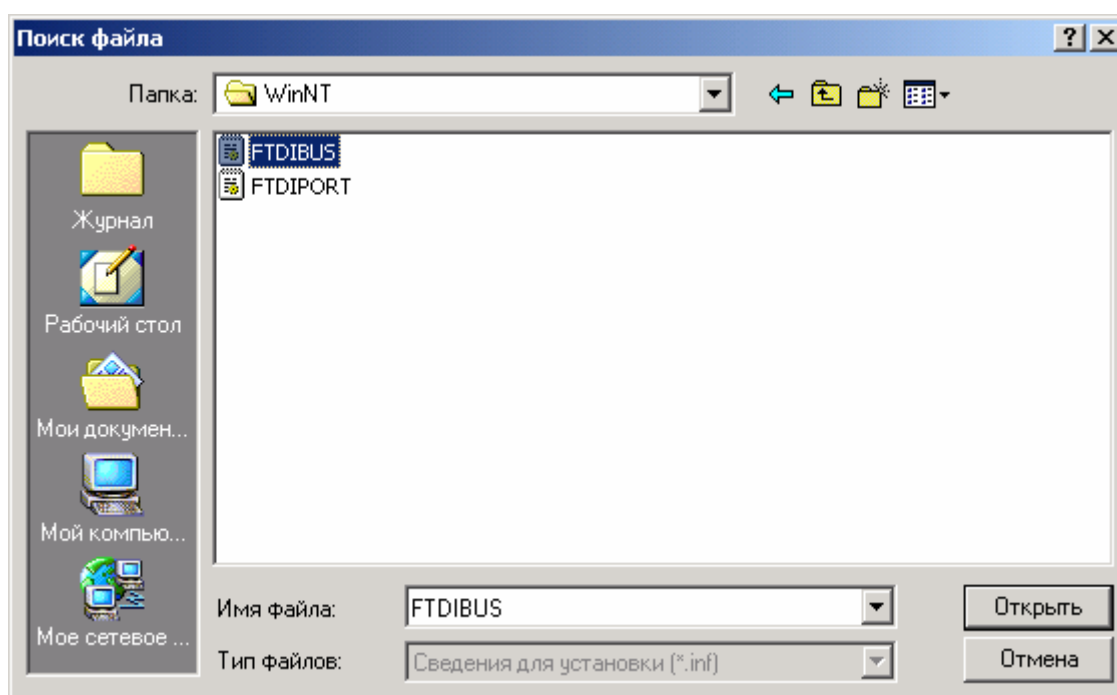 Поиск файла
Папка: WinNT
FTDIBUS
FTDIPORT
Журнал
Рабочий стол
Мои докумен...
Мой компью...
Мое сетевое ...
Имя файла: FTDIBUS Открыть
Тип файлов: Сведения для установки (*.inf) Отмена